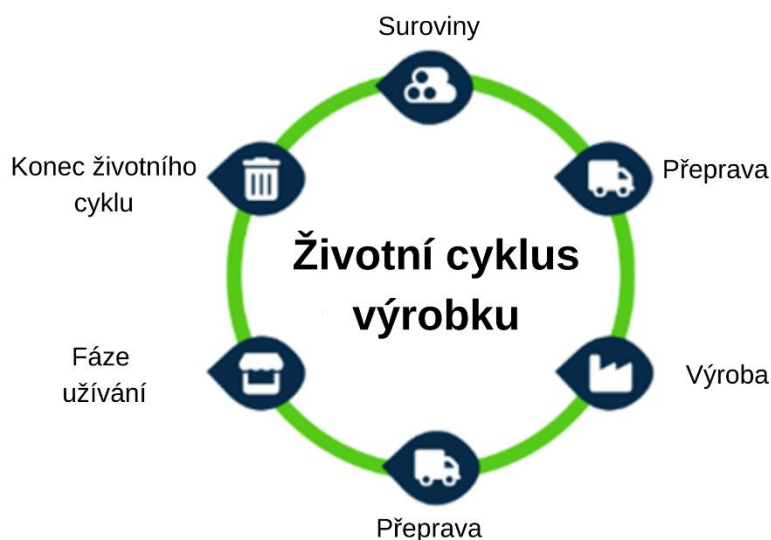 Suroviny
Přeprava
Výroba
Přeprava
Fáze
užívání
Konec životního
cyklu
Životní cyklus
výrobku